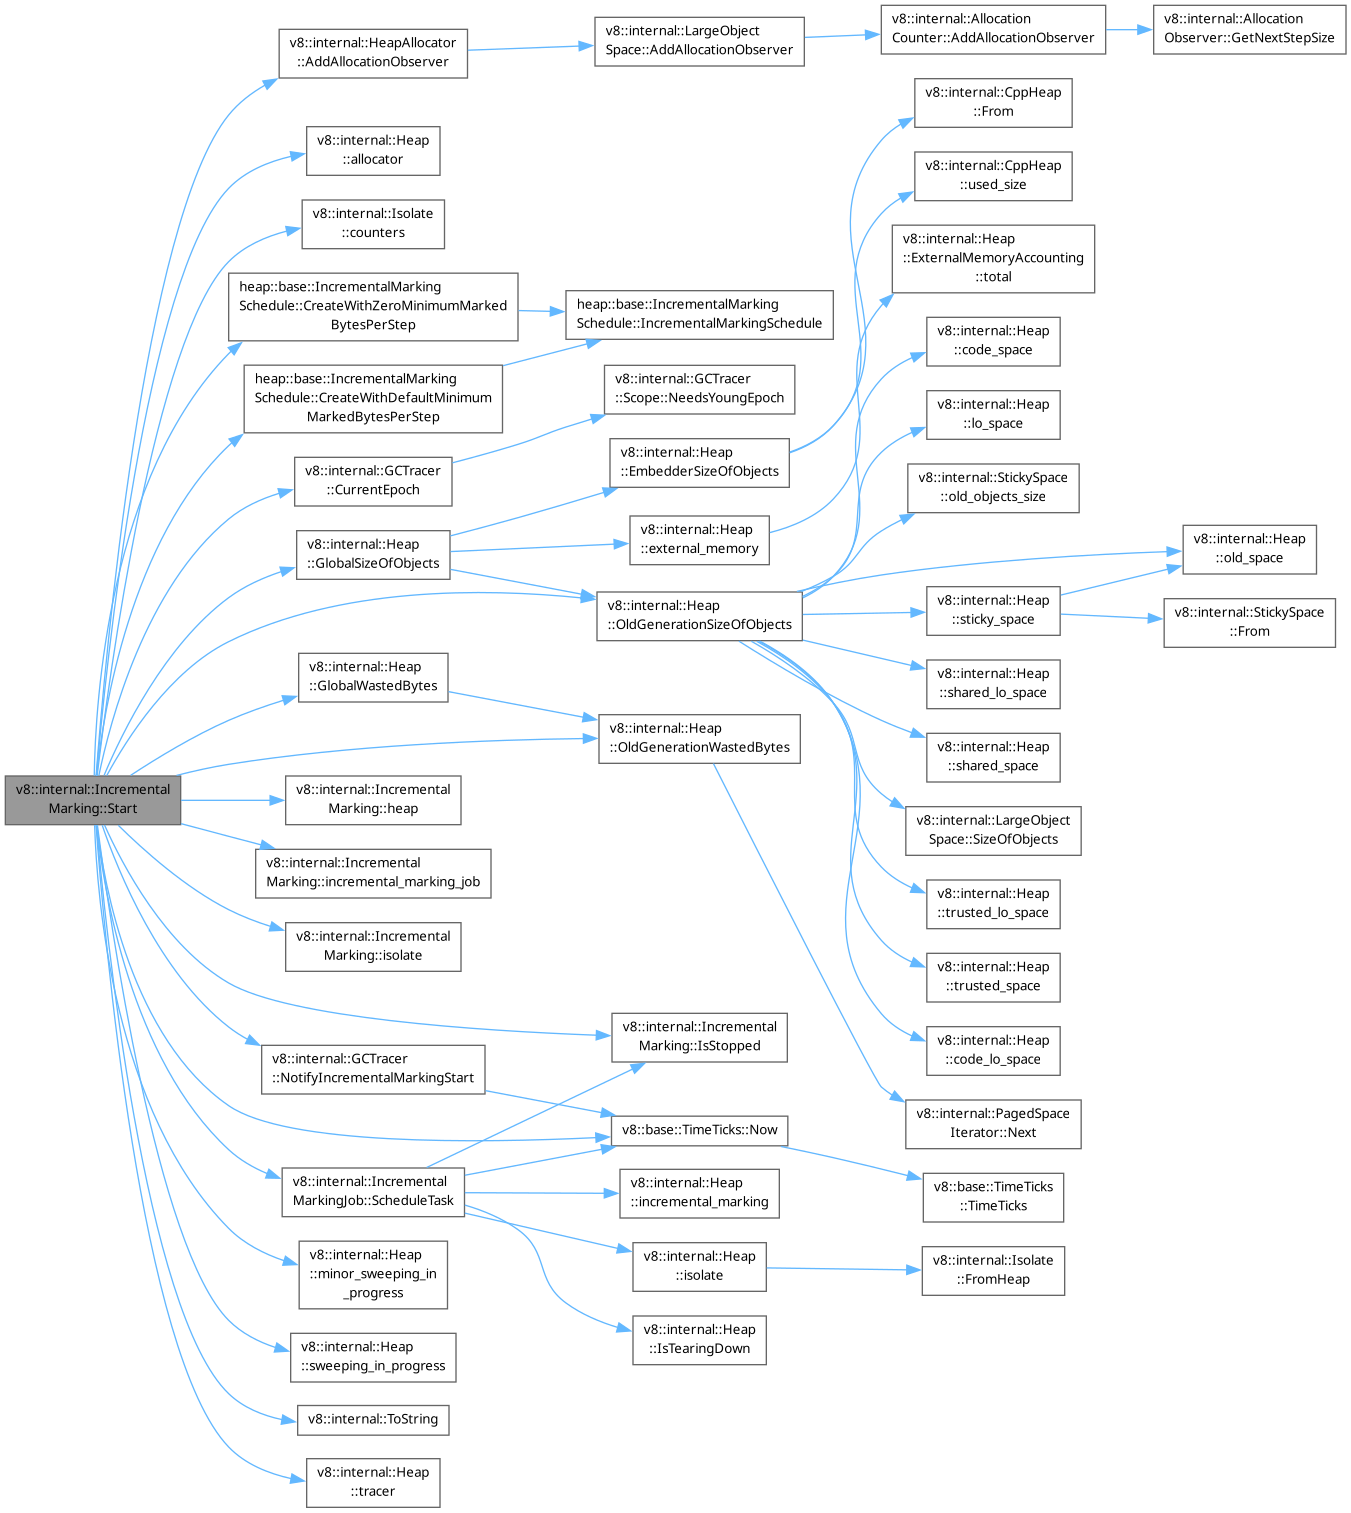 v8::internal::Incremental
Marking::Start
v8::internal::HeapAllocator
::AddAllocationObserver
v8::internal::LargeObject
Space::AddAllocationObserver
v8::internal::Allocation
Counter::AddAllocationObserver
v8::internal::Allocation
Observer::GetNextStepSize
v8::internal::Heap
::allocator
v8::internal::Isolate
::counters
heap::base::IncrementalMarking
Schedule::CreateWithZeroMinimumMarked
BytesPerStep
heap::base::IncrementalMarking
Schedule::IncrementalMarkingSchedule
heap::base::IncrementalMarking
Schedule::CreateWithDefaultMinimum
MarkedBytesPerStep
v8::internal::GCTracer
::CurrentEpoch
v8::internal::GCTracer
::Scope::NeedsYoungEpoch
v8::internal::Heap
::GlobalSizeOfObjects
v8::internal::Heap
::EmbedderSizeOfObjects
v8::internal::CppHeap
::From
v8::internal::CppHeap
::used_size
v8::internal::Heap
::ExternalMemoryAccounting
::total
v8::internal::Heap
::external_memory
v8::internal::Heap
::OldGenerationSizeOfObjects
v8::internal::Heap
::code_space
v8::internal::Heap
::lo_space
v8::internal::StickySpace
::old_objects_size
v8::internal::Heap
::old_space
v8::internal::Heap
::sticky_space
v8::internal::StickySpace
::From
v8::internal::Heap
::shared_lo_space
v8::internal::Heap
::shared_space
v8::internal::LargeObject
Space::SizeOfObjects
v8::internal::Heap
::trusted_lo_space
v8::internal::Heap
::trusted_space
v8::internal::Heap
::code_lo_space
v8::internal::Heap
::GlobalWastedBytes
v8::internal::Heap
::OldGenerationWastedBytes
v8::internal::PagedSpace
Iterator::Next
v8::internal::Incremental
Marking::heap
v8::internal::Incremental
Marking::incremental_marking_job
v8::internal::Incremental
Marking::isolate
v8::internal::Incremental
Marking::IsStopped
v8::internal::GCTracer
::NotifyIncrementalMarkingStart
v8::base::TimeTicks::Now
v8::base::TimeTicks
::TimeTicks
v8::internal::Incremental
MarkingJob::ScheduleTask
v8::internal::Heap
::incremental_marking
v8::internal::Heap
::isolate
v8::internal::Isolate
::FromHeap
v8::internal::Heap
::IsTearingDown
v8::internal::Heap
::minor_sweeping_in
_progress
v8::internal::Heap
::sweeping_in_progress
v8::internal::ToString
v8::internal::Heap
::tracer